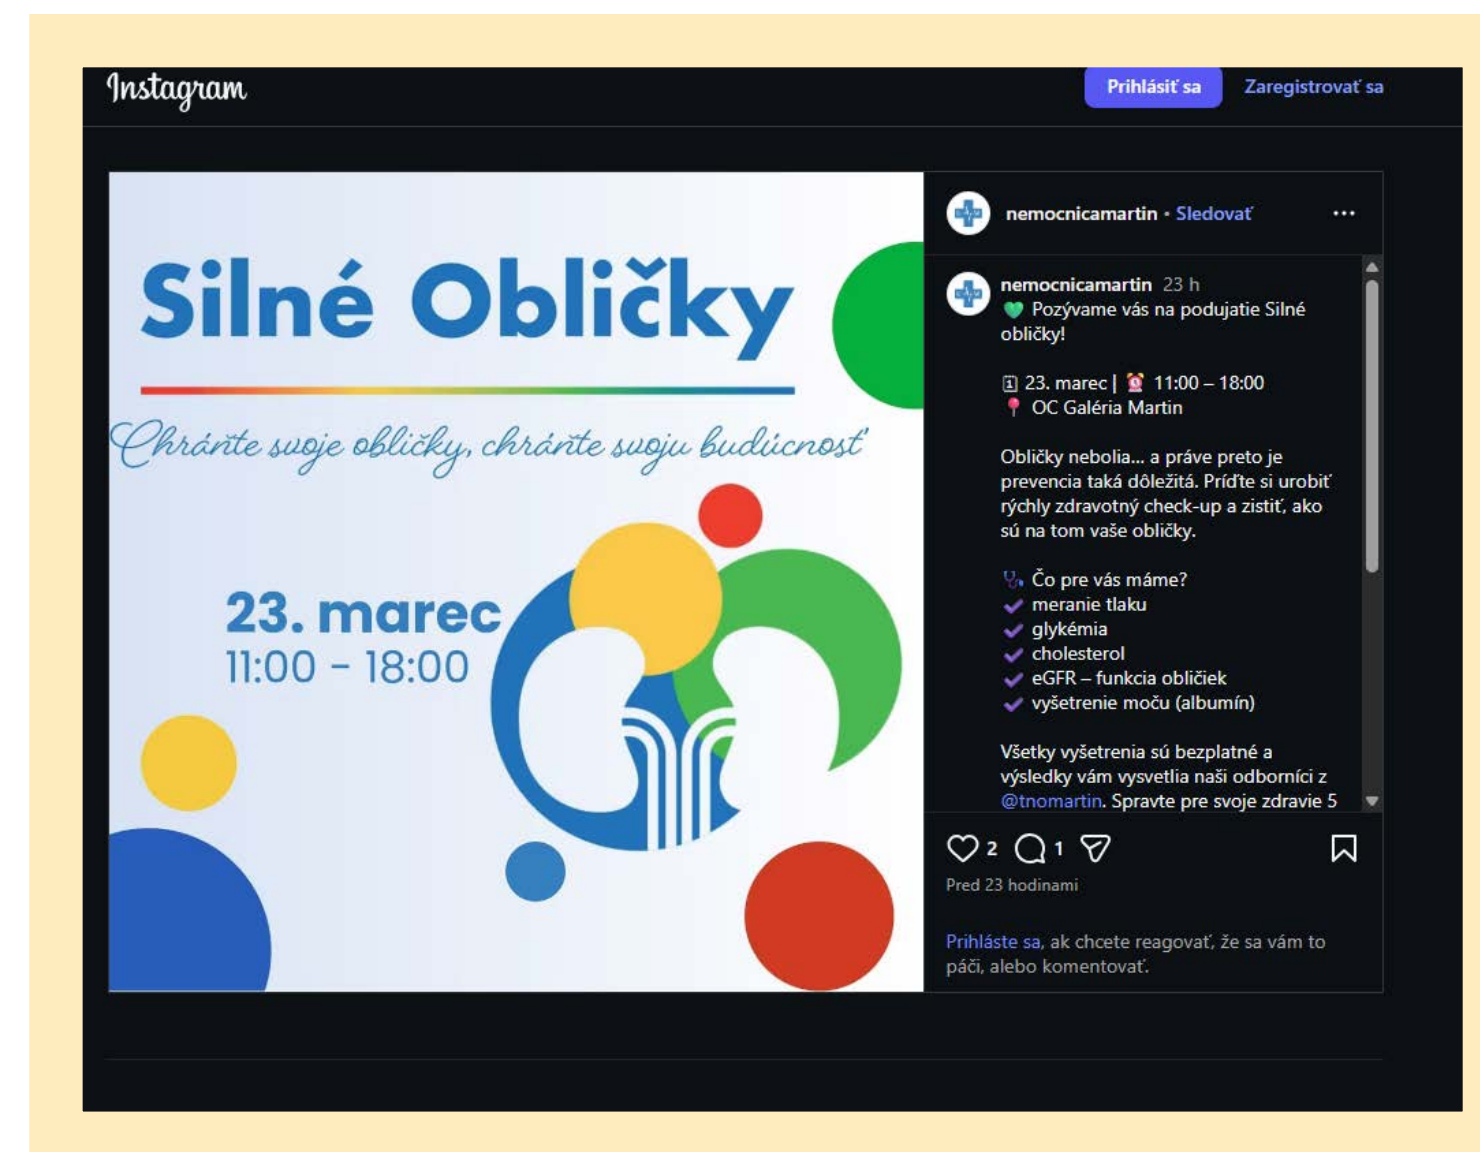 Instagram
Prihlásiť sa
Zaregistrovať sa
Silné Obličky
Chráňte svoje obličky, chráňte svoju budúcnosť
23. marec
11:00 - 18:00
nemocnicamartin • Sledovať
nemocnicamartin 23 h
💚 Pozývame vás na podujatie Silné
obličky!
🗓 23. marec | ⏰ 11:00 – 18:00
📍 OC Galéria Martin
Obličky nebolia... a práve preto je
prevencia taká dôležitá. Príďte si urobiť
rýchly zdravotný check-up a zistiť, ako
sú na tom vaše obličky.
🩺 Čo pre vás máme?
✔ meranie tlaku
✔ glykémia
✔ cholesterol
✔ eGFR – funkcia obličiek
✔ vyšetrenie moču (albumín)
Všetky vyšetrenia sú bezplatné a
výsledky vám vysvetlia naši odborníci z
@tnomartin. Spravte pre svoje zdravie 5
2 1
Pred 23 hodinami
Prihláste sa, ak chcete reagovať, že sa vám to
páči, alebo komentovať.